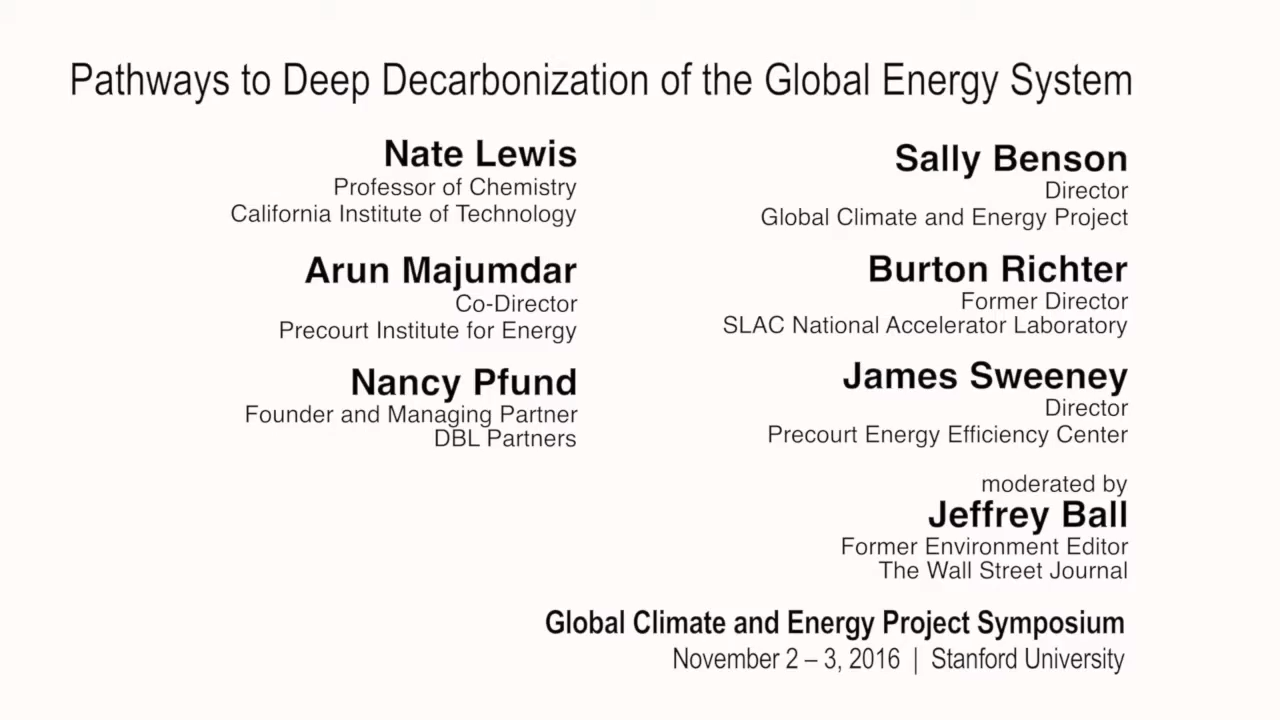 Pathways to Deep Decarbonization of the Global Energy System
Nate Lewis
Professor of Chemistry
California Institute of Technology
Arun Majumdar
Co-Director
Precourt Institute for Energy
Nancy Pfund
Founder and Managing Partner
DBL Partners
Sally Benson
Director
Global Climate and Energy Project
Burton Richter
Former Director
SLAC National Accelerator Laboratory
James Sweeney
Director
Precourt Energy Efficiency Center
moderated by
Jeffrey Ball
Former Environment Editor
The Wall Street Journal
Global Climate and Energy Project Symposium
November 2 – 3, 2016 | Stanford University